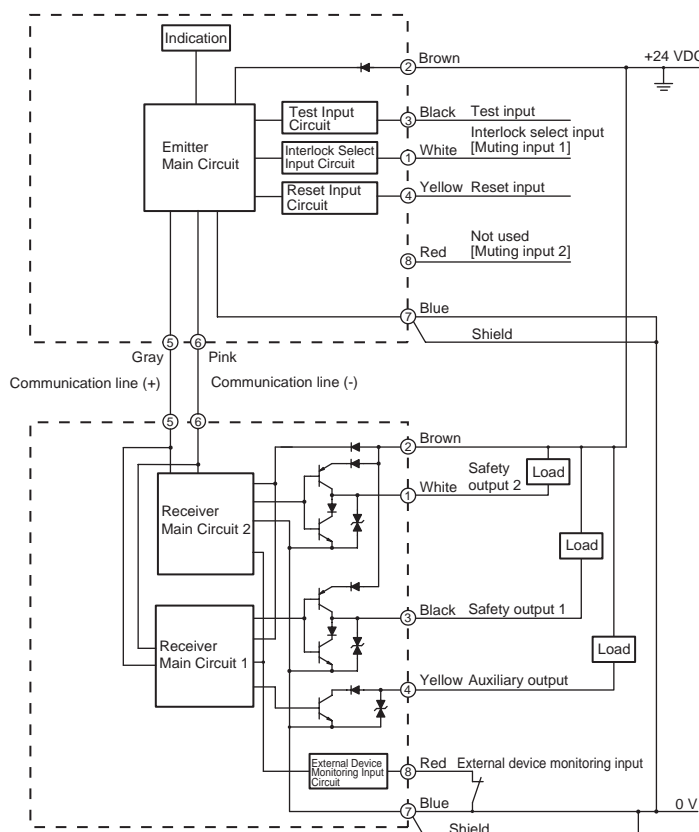 Indication
② Brown
+24 VDC
Test Input
Circuit
③ Black Test input
Emitter
Main Circuit
Interlock Select
Input Circuit
① White Interlock select input
[Muting input 1]
Reset Input
Circuit
④ Yellow Reset input
⑧ Red Not used
[Muting input 2]
⑦ Blue
Shield
Gray ⑤ ⑥ Pink
Communication line (+) Communication line (-)
⑤ ⑥
② Brown
Receiver
Main Circuit 2
① White Safety
output 2
Load
Load
Receiver
Main Circuit 1
③ Black Safety output 1
Load
④ Yellow Auxiliary output
External Device
Monitoring Input
Circuit
⑧ Red External device monitoring input
⑦ Blue
0 V
Shield